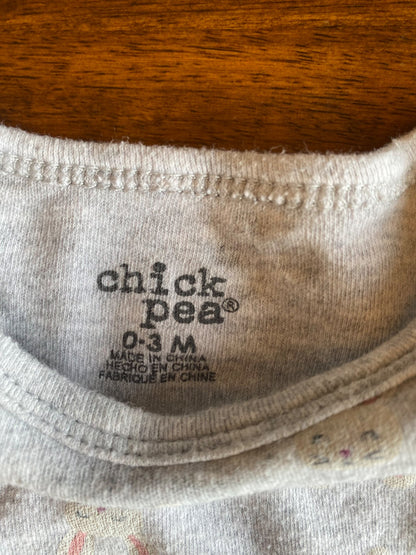 chick
pea®
0-3 M
MADE IN CHINA
HECHO EN CHINA
FABRIQUÉ EN CHINE